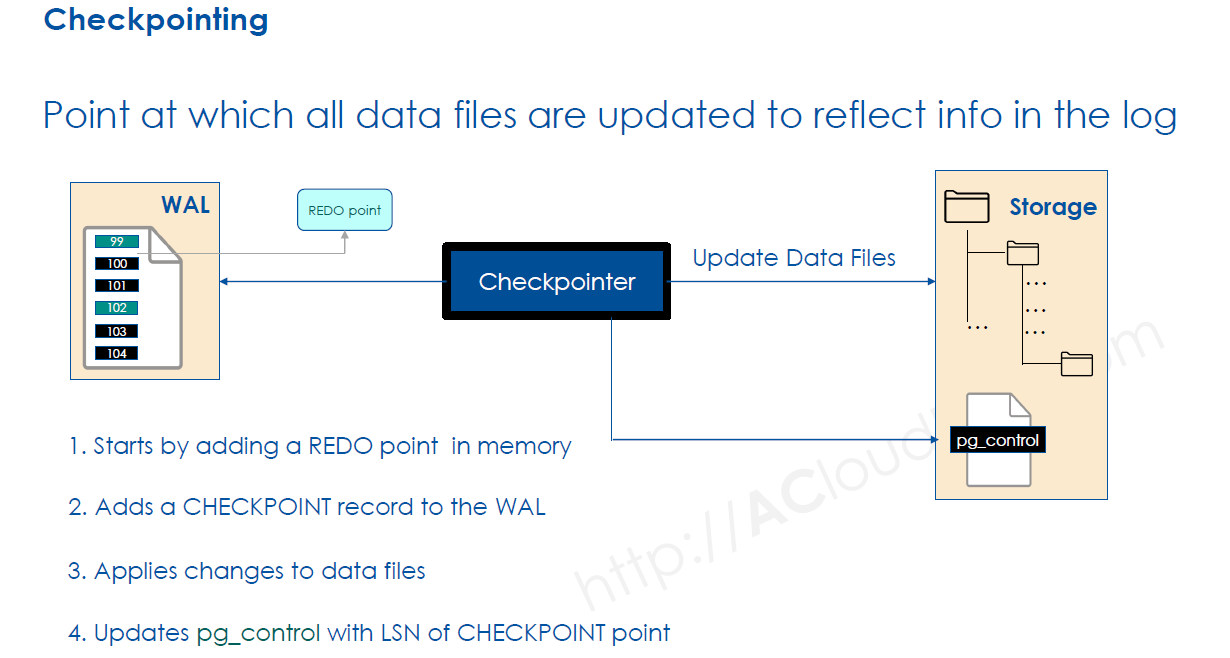 Checkpointing
Point at which all data files are updated to reflect info in the log
WAL
REDO point
99
100
101
102
103
104
Checkpointer
Update Data Files
Storage
...
...
...
...
pg_control
1. Starts by adding a REDO point in memory
2. Adds a CHECKPOINT record to the WAL
3. Applies changes to data files
4. Updates pg_control with LSN of CHECKPOINT point